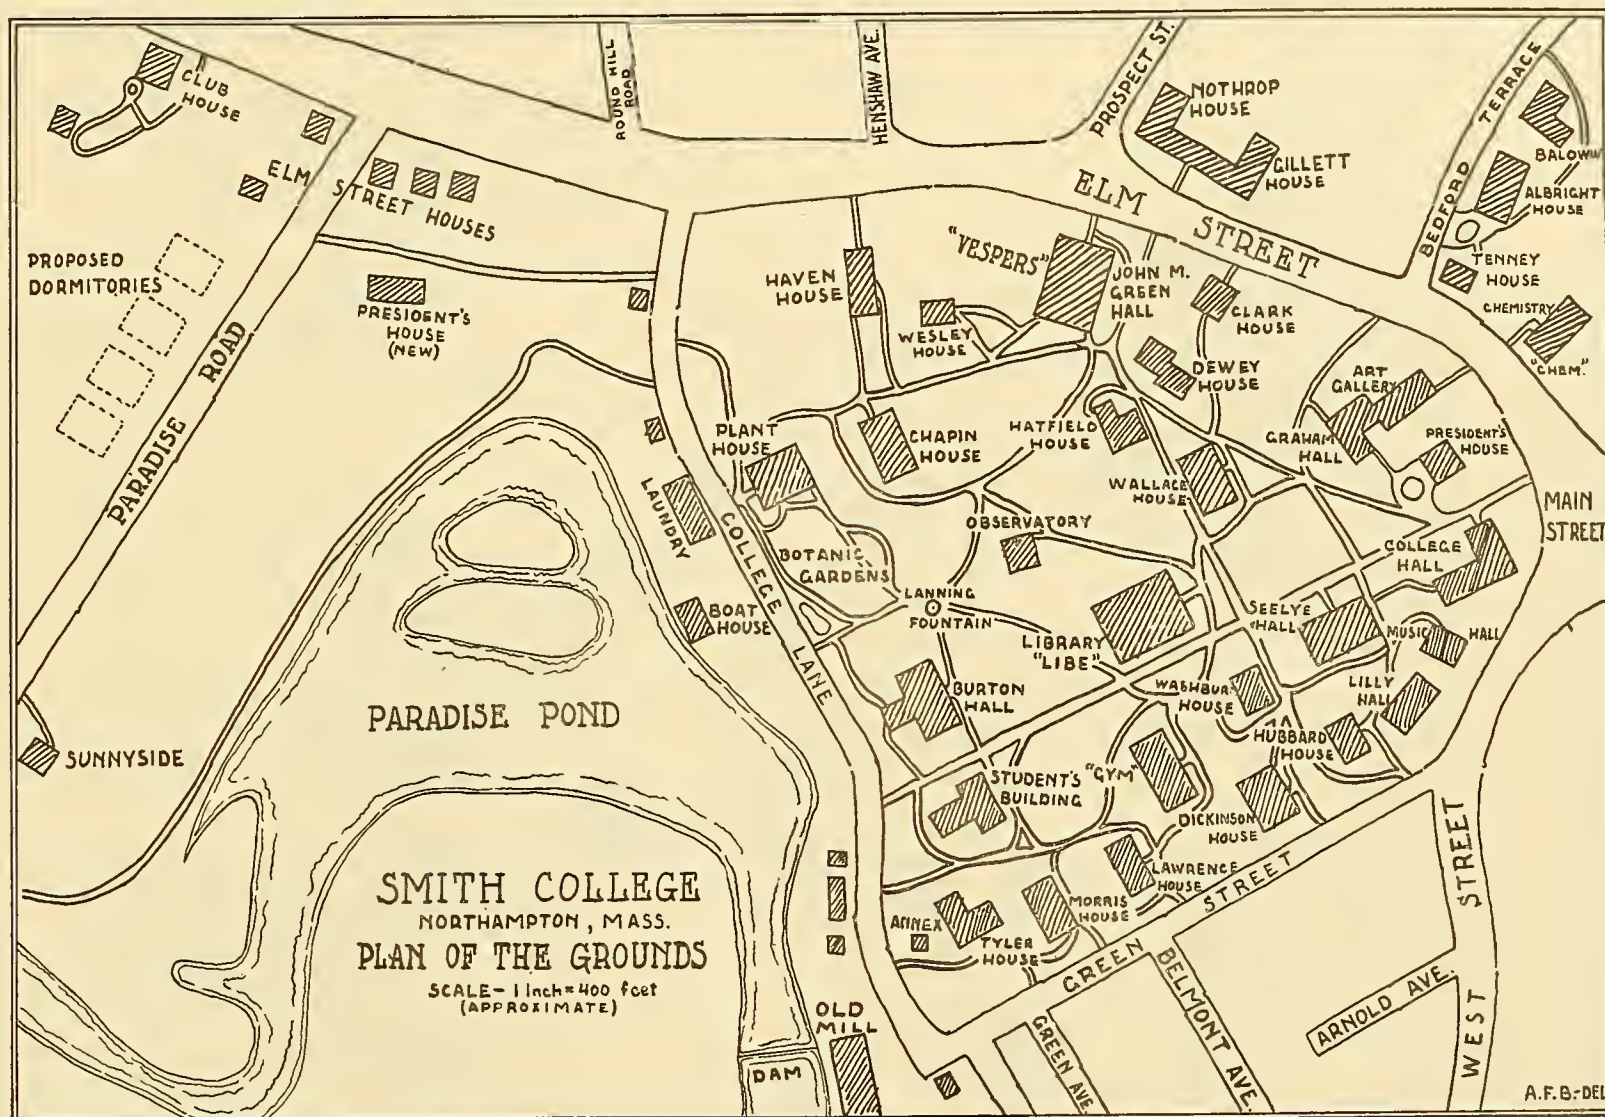 CLUB
HOUSE
ELM
STREET HOUSES
ROUND HILL
ROAD
HENSHAW AVE.
PROSPECT ST.
NOTHROP
HOUSE
GILLETT
HOUSE
ELM
STREET
BEDFORD TERRACE
ALBRIGHT
HOUSE
TENNEY
HOUSE
CHEMISTRY
"CHEM."
PROPOSED
DORMITORIES
PARADISE ROAD
PRESIDENT'S
HOUSE
(NEW)
HAVEN
HOUSE
"VESPERS"
JOHN M.
GREEN
HALL
WESLEY
HOUSE
CLARK
HOUSE
DEWEY
HOUSE
ART
GALLERY
GRAHAM
HALL
PRESIDENT'S
HOUSE
PLANT
HOUSE
CHAPIN
HOUSE
HATFIELD
HOUSE
WALLACE
HOUSE
MAIN
STREET
LAUNDRY
COLLEGE LANE
BOTANIC
GARDENS
OBSERVATORY
COLLEGE
HALL
BOAT
HOUSE
LANNING
FOUNTAIN
LIBRARY
"LIBE"
SEELYE
HALL
MUSIC HALL
LILLY
HALL
BURTON
HALL
WASHBUR-
HOUSE
HUBBARD
HOUSE
PARADISE POND
SUNNYSIDE
STUDENT'S
BUILDING
"GYM"
DICKINSON
HOUSE
SMITH COLLEGE
NORTHAMPTON, MASS.
PLAN OF THE GROUNDS
SCALE - 1 Inch = 400 feet
(APPROXIMATE)
LAWRENCE
HOUSE
MORRIS
HOUSE
ANNEX
TYLER
HOUSE
GREEN STREET
WEST STREET
OLD
MILL
DAM
GREEN AVE.
BELMONT AVE.
ARNOLD AVE.
A.F.B.-DEL